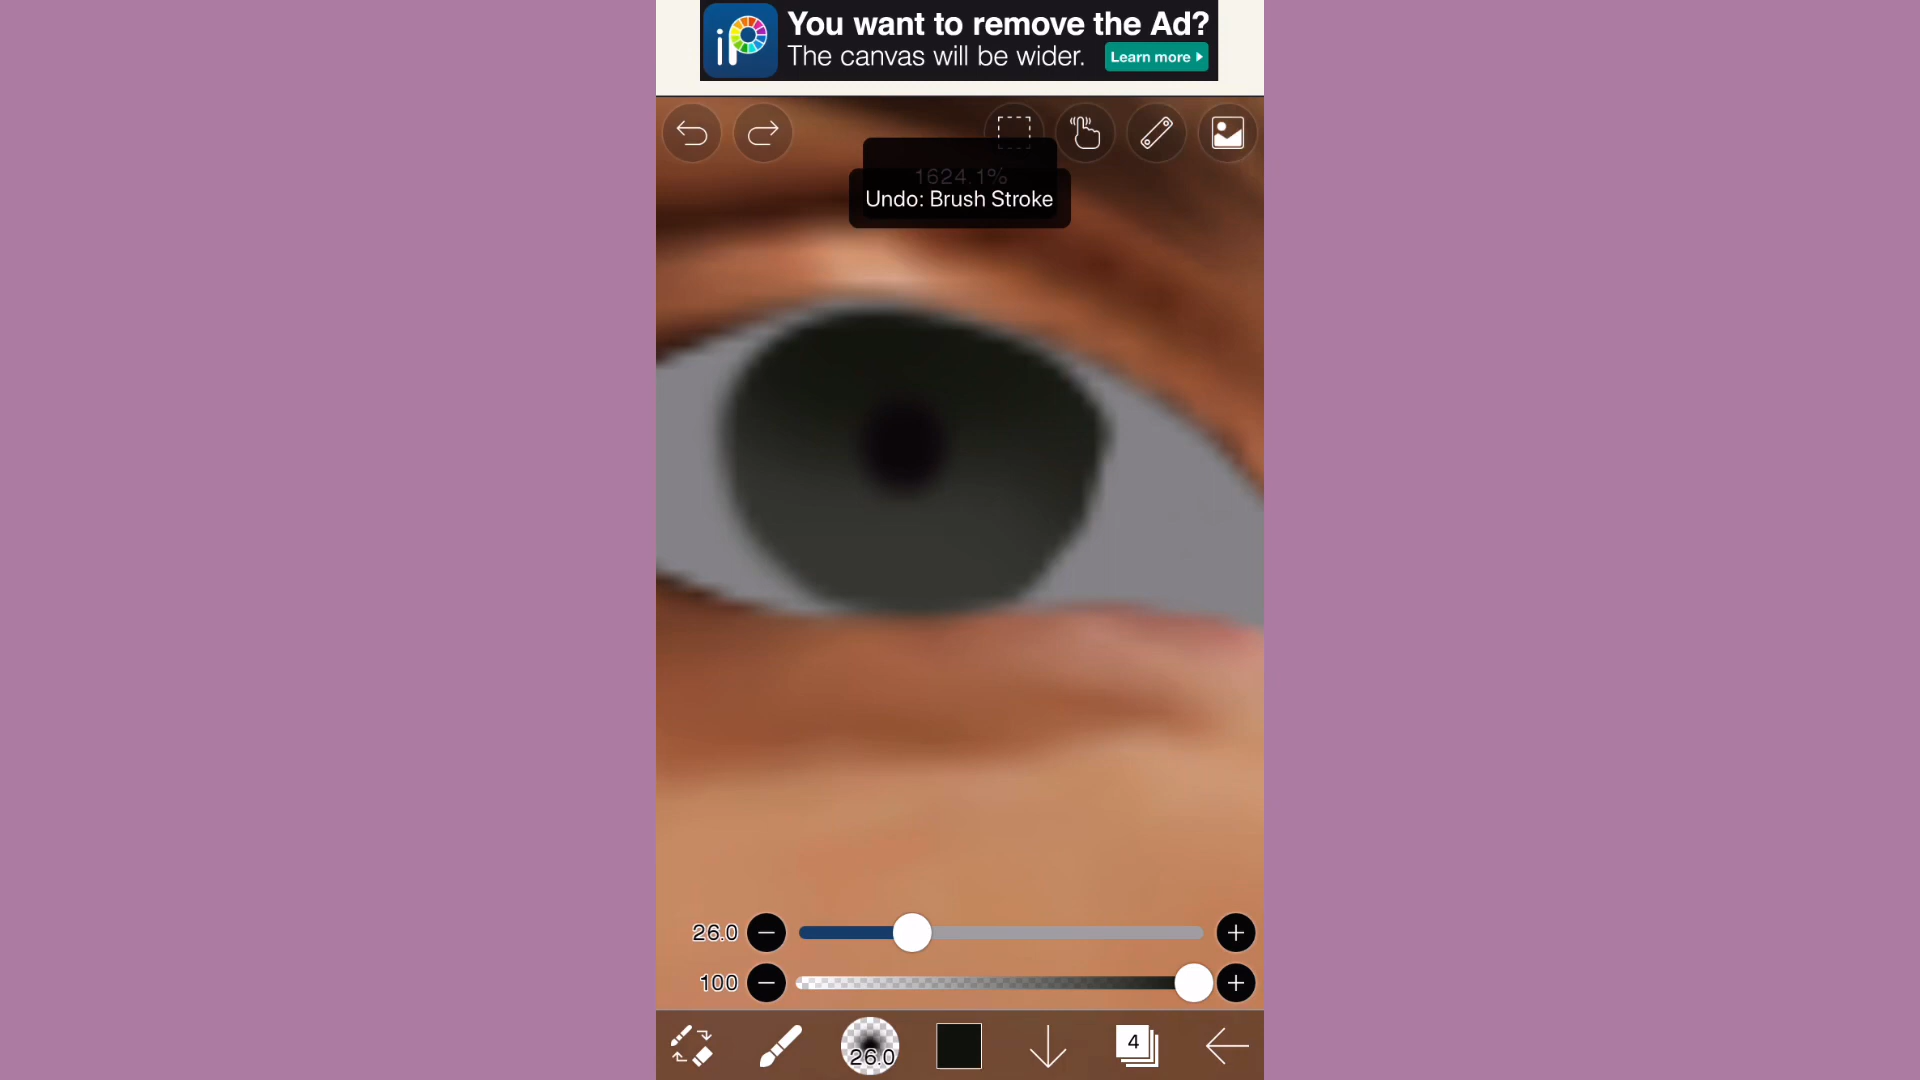 iP
You want to remove the Ad?
The canvas will be wider.
Learn more
1624.1%
Undo: Brush Stroke
26.0
100
26.0
4